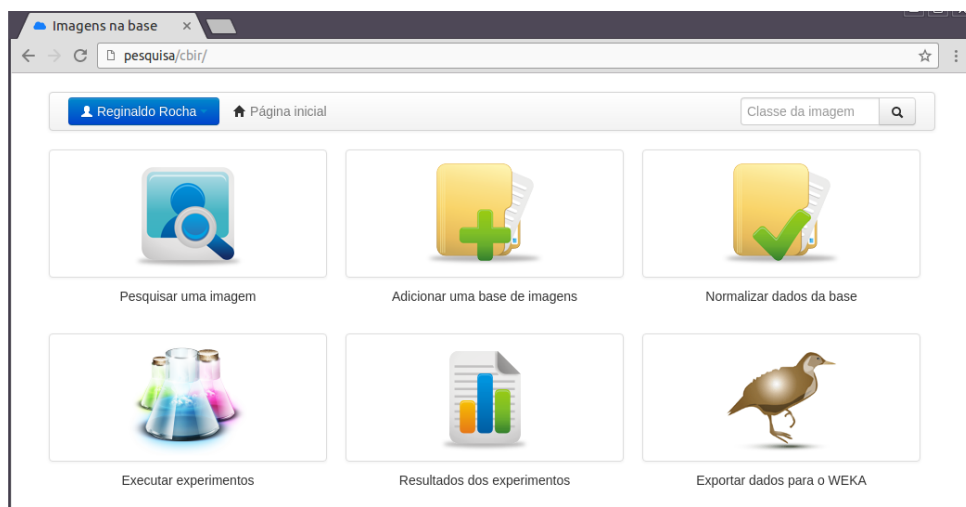 Imagens na base
pesquisa/cbir/
Reginaldo Rocha
Página inicial
Classe da imagem
Pesquisar uma imagem
Adicionar uma base de imagens
Normalizar dados da base
Executar experimentos
Resultados dos experimentos
Exportar dados para o WEKA